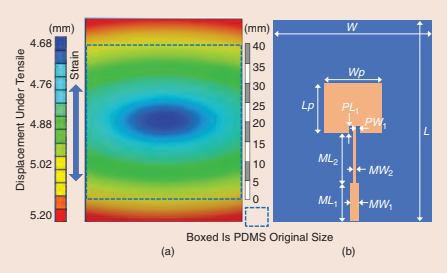 (mm)
4.68
4.76
4.88
5.02
5.20
Displacement Under Tensile
Strain
(mm)
40
35
30
25
20
15
10
5
0
Boxed Is PDMS Original Size
(a)
W
Wp
Lp
PL1
PW1
L
ML2
MW2
ML1
MW1
(b)